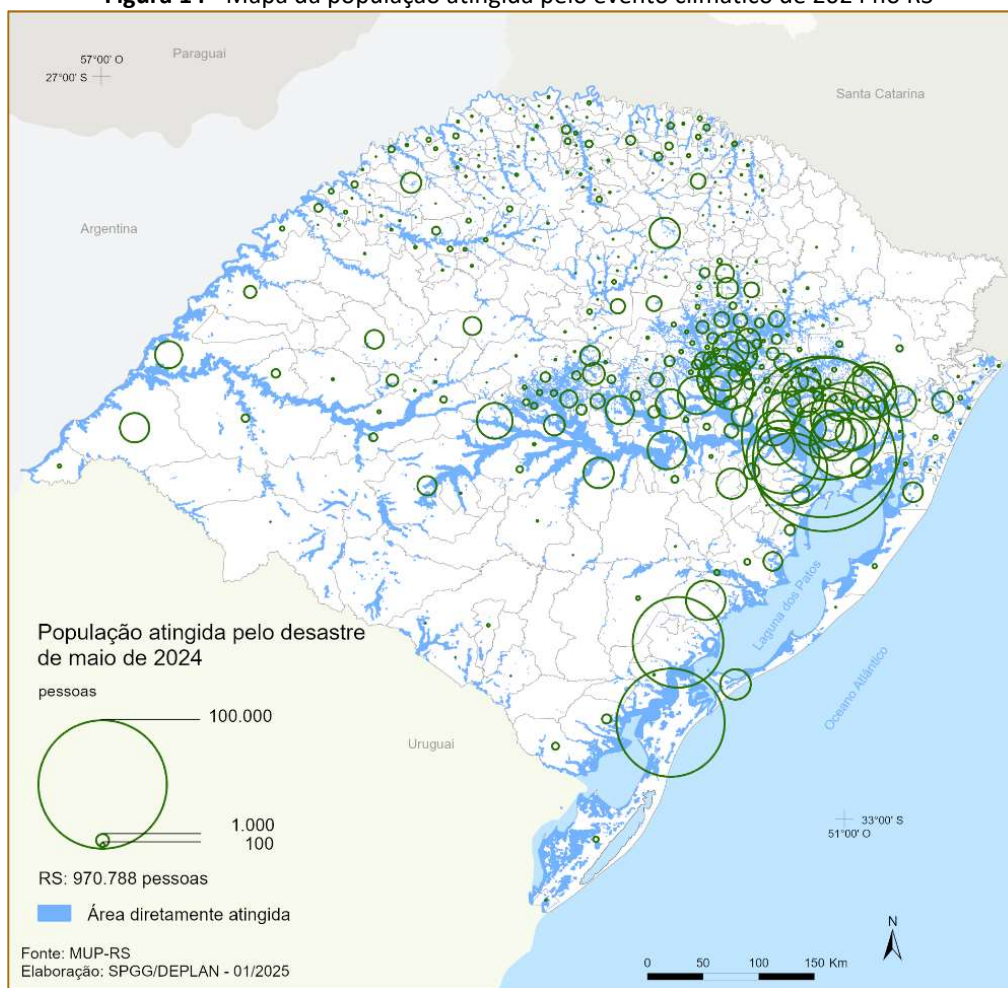 Figura 14 - Mapa da população atingida pelo evento climático de 2024 no RS
57°00' O
27°00' S
Paraguai
Santa Catarina
Argentina
Laguna dos Patos
Oceano Atlântico
Uruguai
33°00' S
51°00' O
População atingida pelo desastre
de maio de 2024
pessoas
100.000
1.000
100
RS: 970.788 pessoas
Área diretamente atingida
Fonte: MUP-RS
Elaboração: SPGG/DEPLAN - 01/2025
N
0 50 100 150 Km